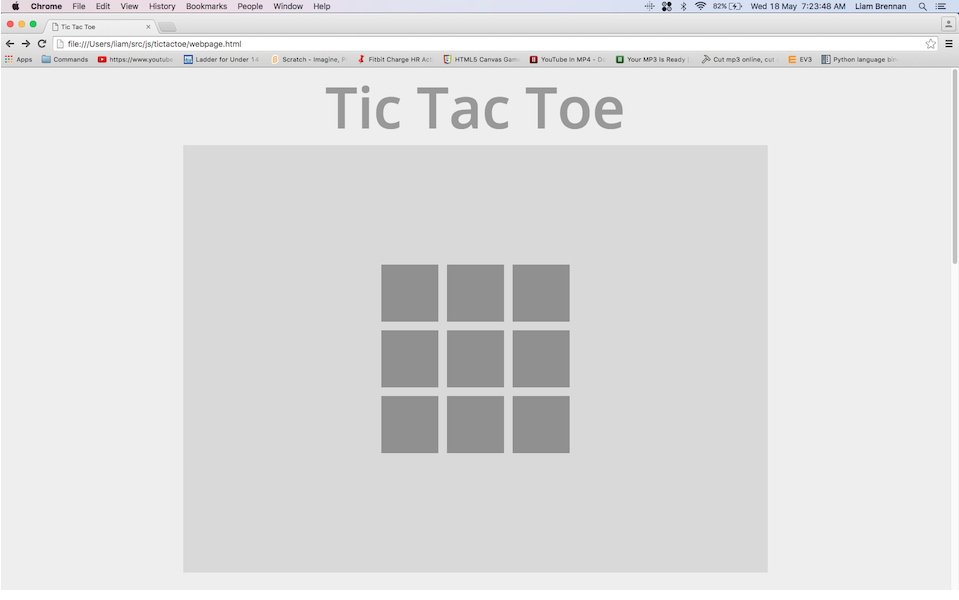 Chrome File Edit View History Bookmarks People Window Help 82% Wed 18 May 7:23:48 AM Liam Brennan
Tic Tac Toe
file:///Users/liam/src/js/tictactoe/webpage.html
Apps Commands https://www.youtube Ladder for Under 14 Scratch - Imagine, P Fitbit Charge HR Act HTML5 Canvas Gam YouTube In MP4 - Do Your MP3 Is Ready Cut mp3 online, cut EV3 Python language bin
Tic Tac Toe